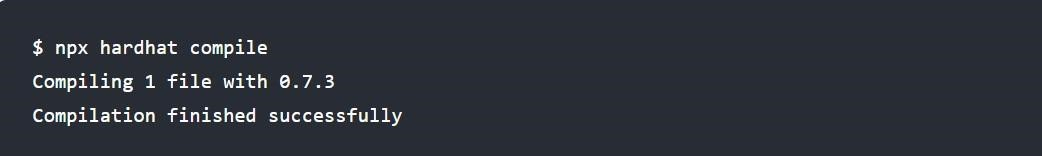 $ npx hardhat compile
Compiling 1 file with 0.7.3
Compilation finished successfully